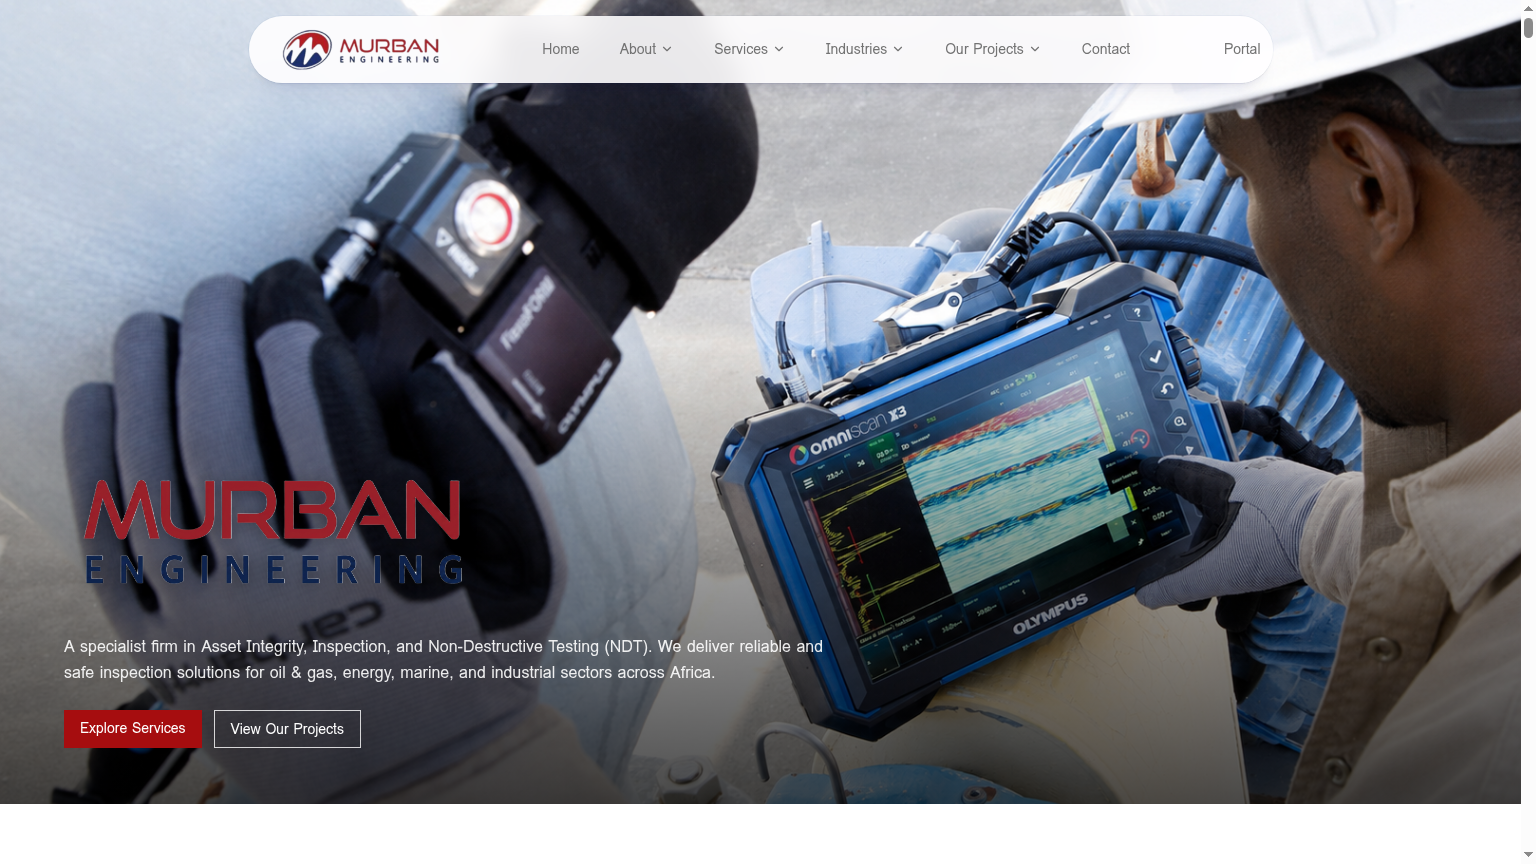 MURBAN
ENGINEERING
Home
About
Services
Industries
Our Projects
Contact
Portal
OLYMPUS
omniscan X3
OLYMPUS
MURBAN
ENGINEERING
A specialist firm in Asset Integrity, Inspection, and Non-Destructive Testing (NDT). We deliver reliable and
safe inspection solutions for oil & gas, energy, marine, and industrial sectors across Africa.
Explore Services
View Our Projects